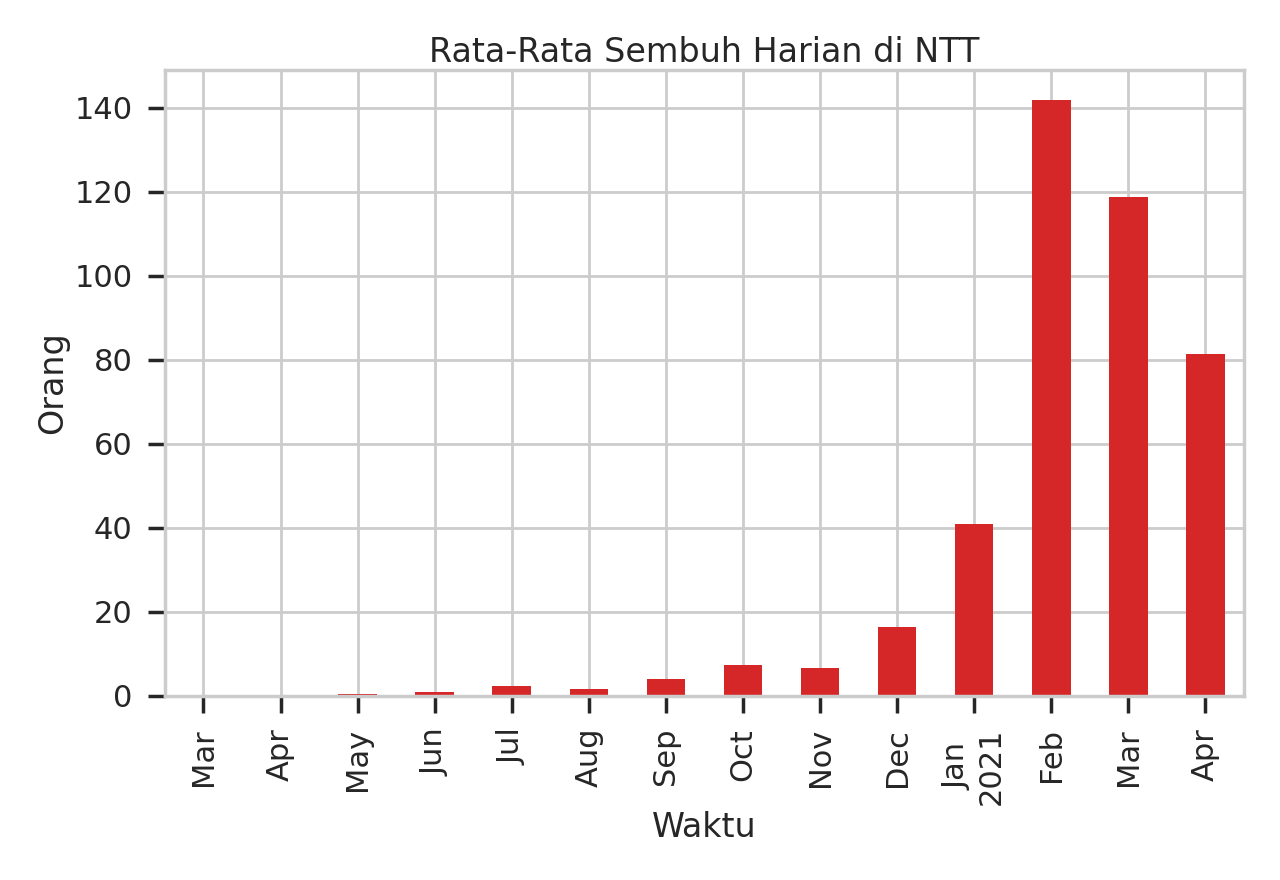 Rata-Rata Sembuh Harian di NTT
140
120
100
80
60
40
20
0
Orang
Mar
Apr
May
Jun
Jul
Aug
Sep
Oct
Nov
Dec
Jan
2021
Feb
Mar
Apr
Waktu